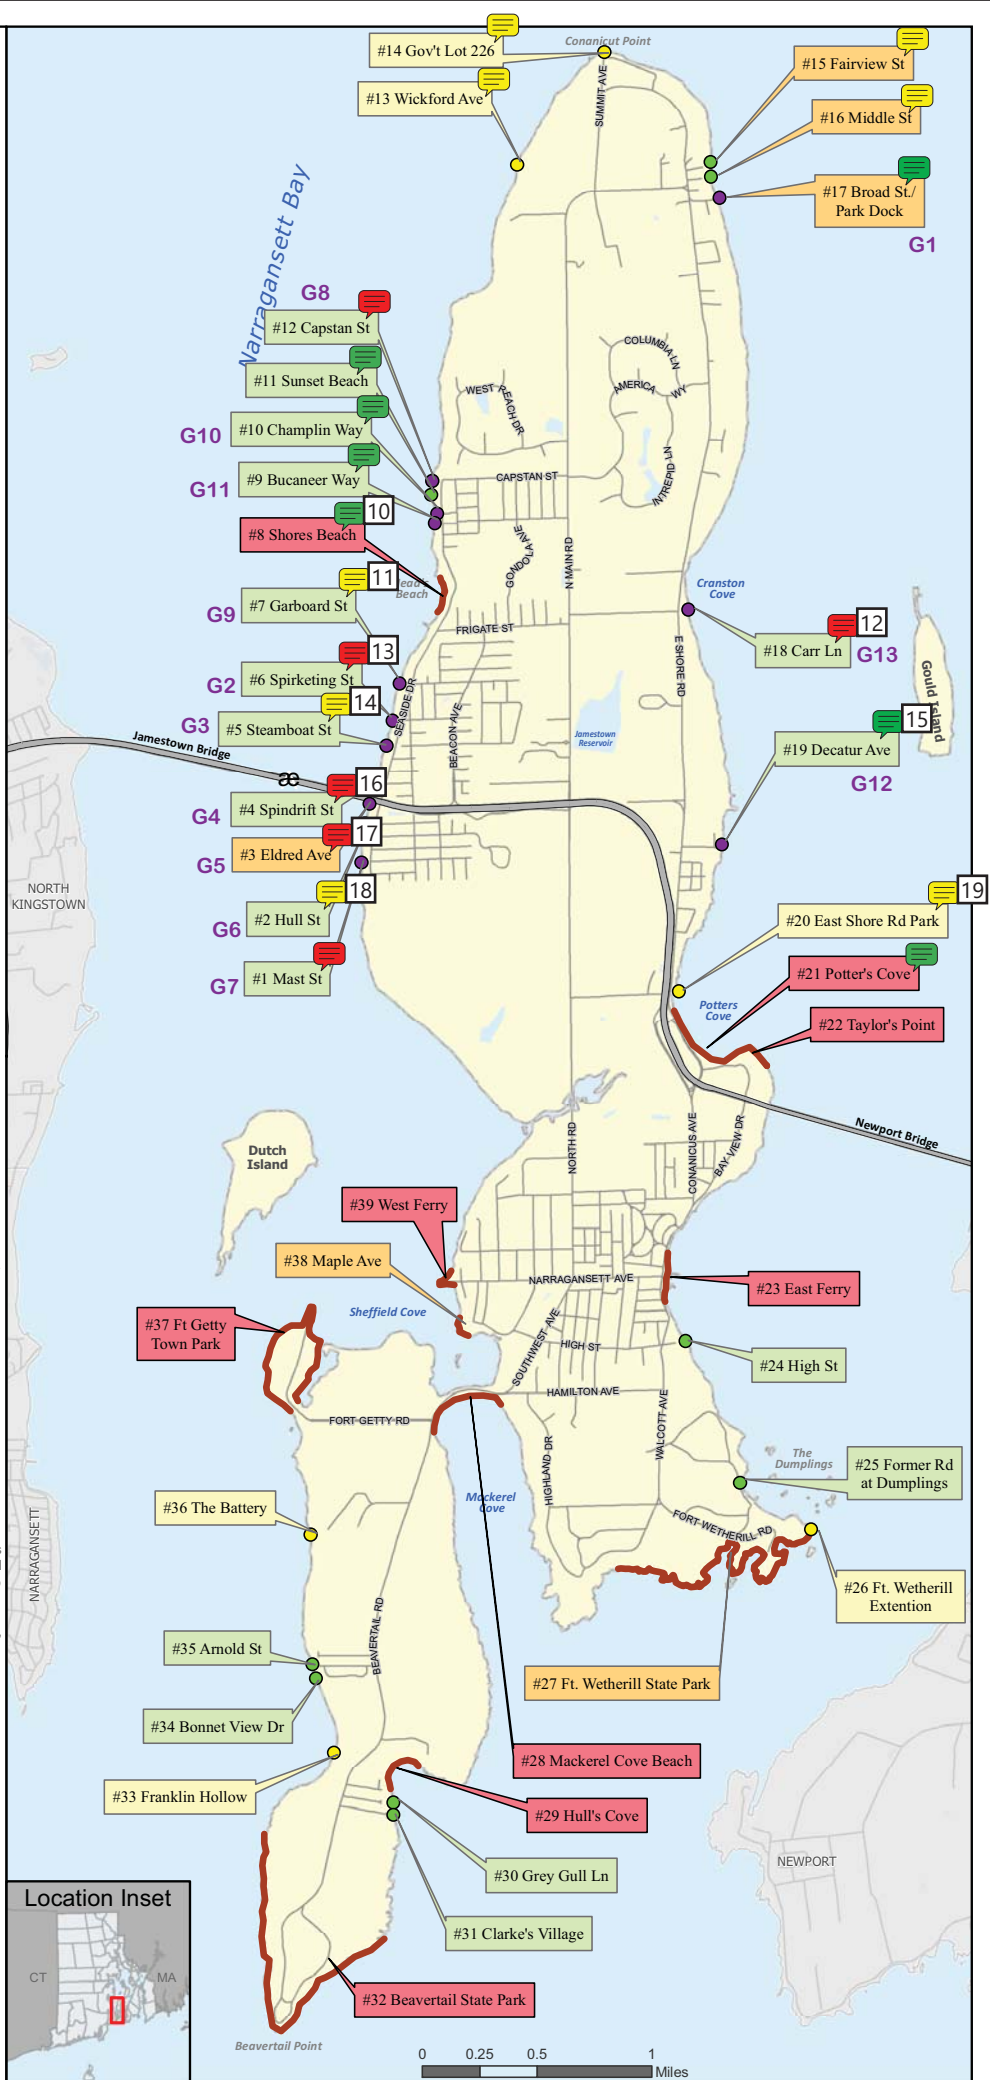 Conanicut Point
#14 Gov't Lot 226
#15 Fairview St
#13 Wickford Ave
SUMMIT AVE
#16 Middle St
#17 Broad St./
Park Dock
G1
Narragansett Bay
G8
#12 Capstan St
COLUMBIA LN
#11 Sunset Beach
WEST REACH DR
AMERICA WY
#10 Champlin Way
G10
INTREPID LN
#9 Bucaneer Way
G11
CAPSTAN ST
10
#8 Shores Beach
GONDOLA AVE
N MAIN RD
11
Beach
#7 Garboard St
G9
Cranston
Cove
FRIGATE ST
12
#18 Carr Ln
G13
13
#6 Spirketing St
G2
E SHORE RD
Gould Island
14
#5 Steamboat St
G3
SEASIDE DR
BEACON AVE
Jamestown
Reservoir
15
#19 Decatur Ave
G12
Jamestown Bridge
æ
16
#4 Spindrift St
G4
17
#3 Eldred Ave
G5
18
#2 Hull St
G6
NORTH
KINGSTOWN
19
#20 East Shore Rd Park
#1 Mast St
G7
#21 Potter's Cove
Potters
Cove
#22 Taylor's Point
Newport Bridge
Dutch
Island
NORTH RD
CONANICUS AVE
BAY VIEW DR
#39 West Ferry
#38 Maple Ave
NARRAGANSETT AVE
#23 East Ferry
Sheffield Cove
#37 Ft Getty
Town Park
SOUTHWEST AVE
HIGH ST
#24 High St
HAMILTON AVE
FORT GETTY RD
WALCOTT AVE
HIGHLAND DR
The
Dumplings
#25 Former Rd
at Dumplings
#36 The Battery
Mackerel
Cove
FORT WETHERILL RD
NARRAGANSETT
#26 Ft. Wetherill
Extention
BEAVERTAIL RD
#35 Arnold St
#27 Ft. Wetherill State Park
#34 Bonnet View Dr
#28 Mackerel Cove Beach
#33 Franklin Hollow
#29 Hull's Cove
NEWPORT
#30 Grey Gull Ln
Location Inset
#31 Clarke's Village
CT
MA
#32 Beavertail State Park
Beavertail Point
0 0.25 0.5 1
Miles